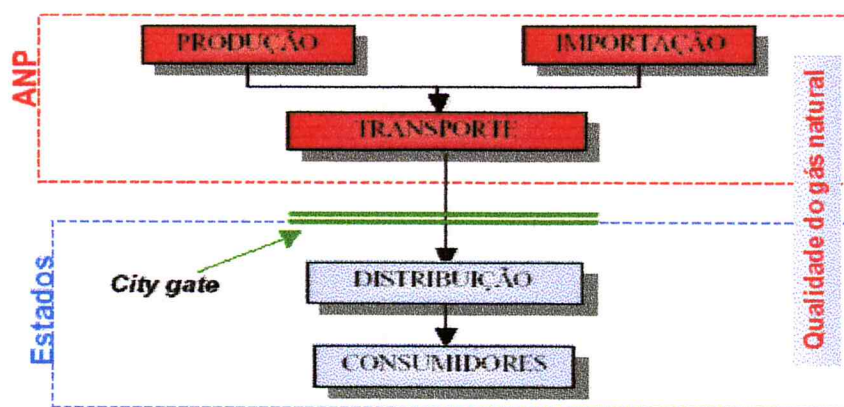 ANP
PRODUÇÃO
IMPORTAÇÃO
TRANSPORTE
Qualidade do gás natural
Estados
City gate
DISTRIBUIÇÃO
CONSUMIDORES